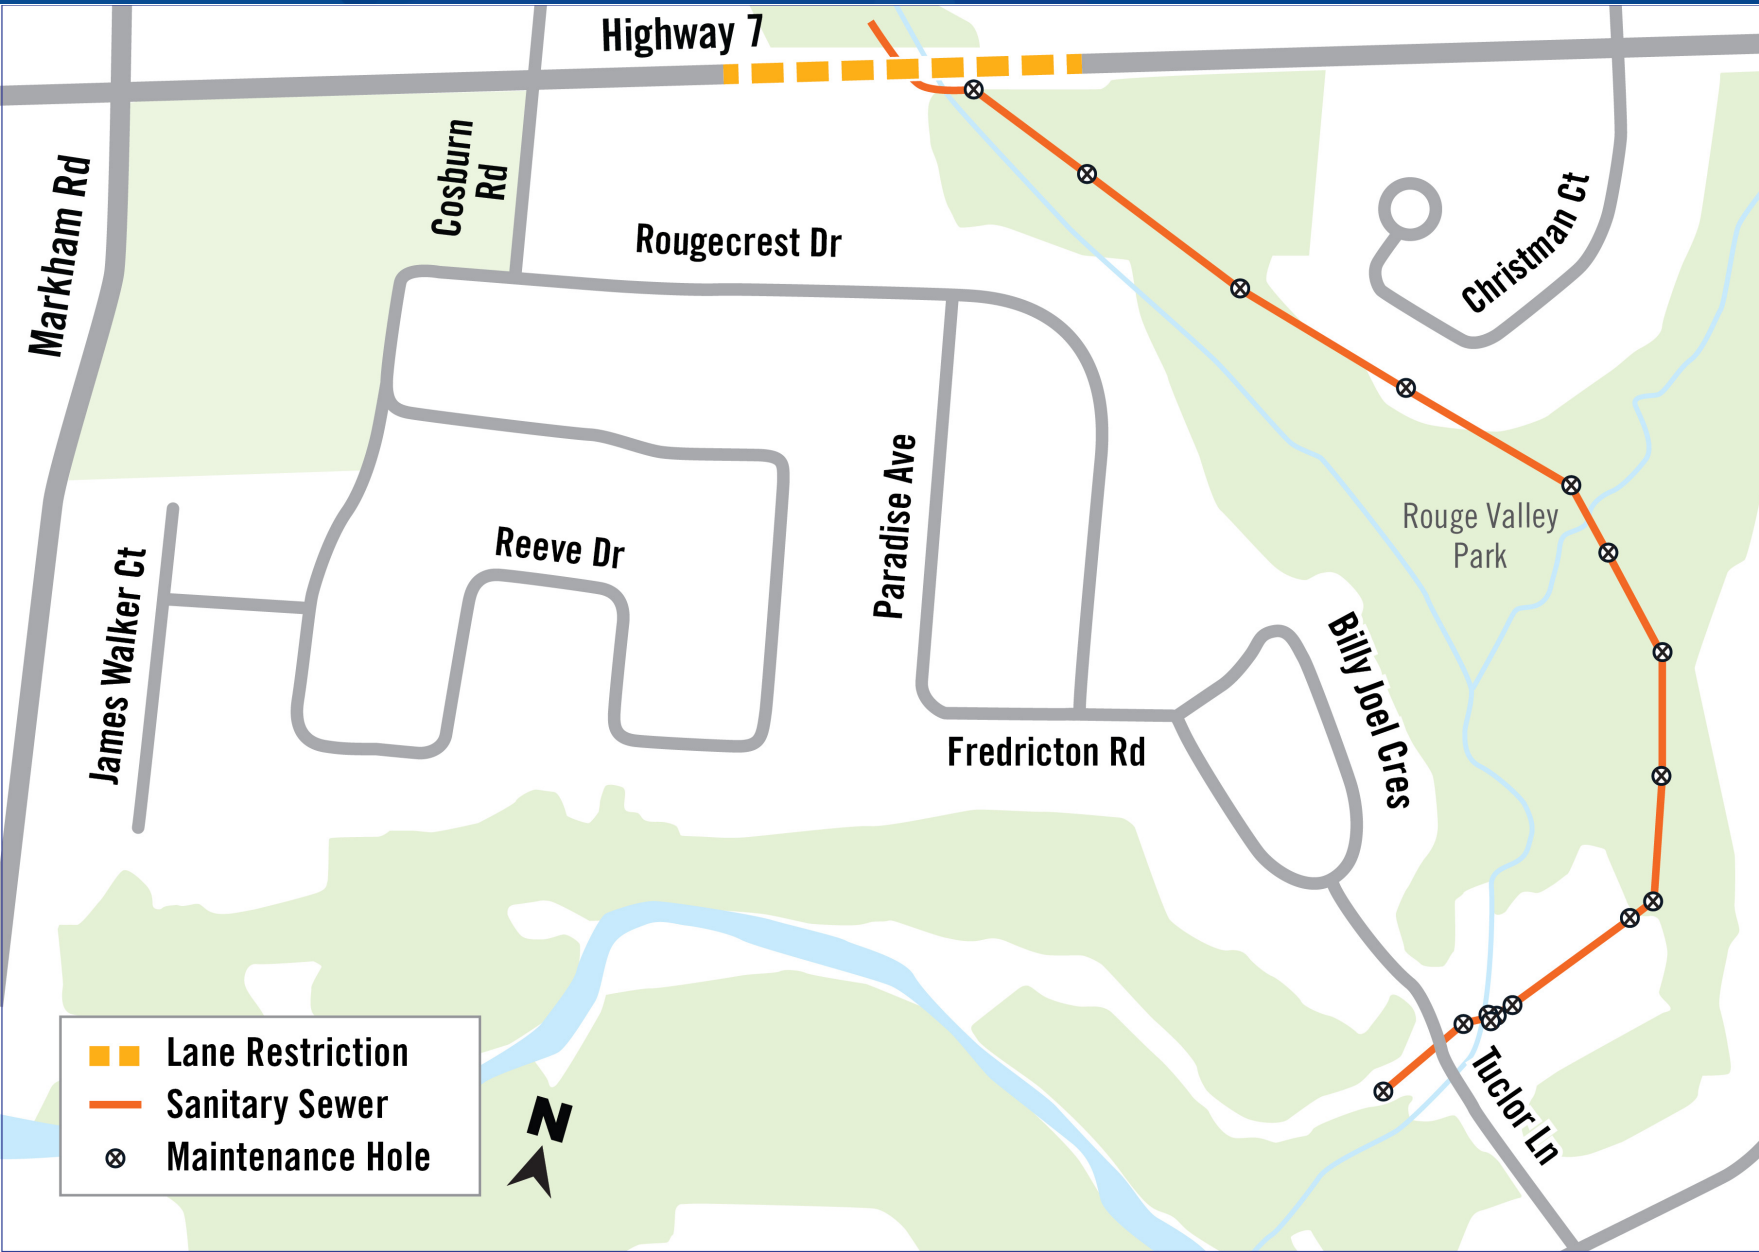 Highway 7
Markham Rd
Cosburn
Rd
Rougecrest Dr
Christman Ct
Paradise Ave
Rouge Valley
Park
Reeve Dr
James Walker Ct
Billy Joel Cres
Fredricton Rd
Tuclor Ln
Lane Restriction
Sanitary Sewer
Maintenance Hole
N